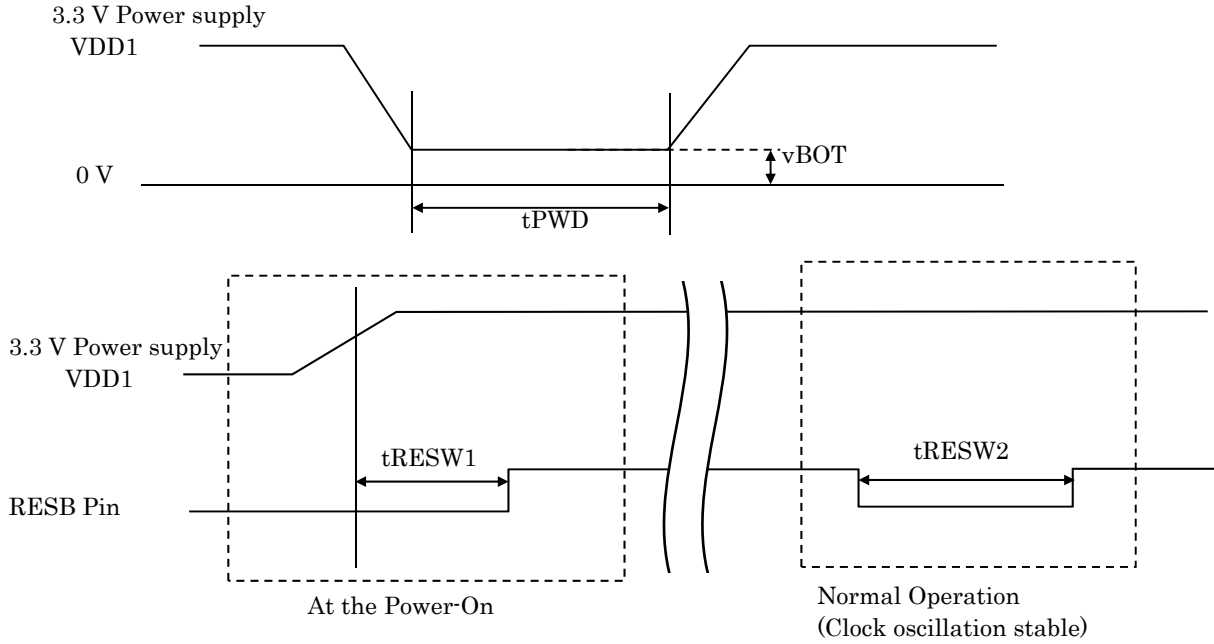 3.3 V Power supply
VDD1
vBOT
0 V
tPWD
3.3 V Power supply
VDD1
tRESW1
tRESW2
RESB Pin
At the Power-On
Normal Operation
(Clock oscillation stable)